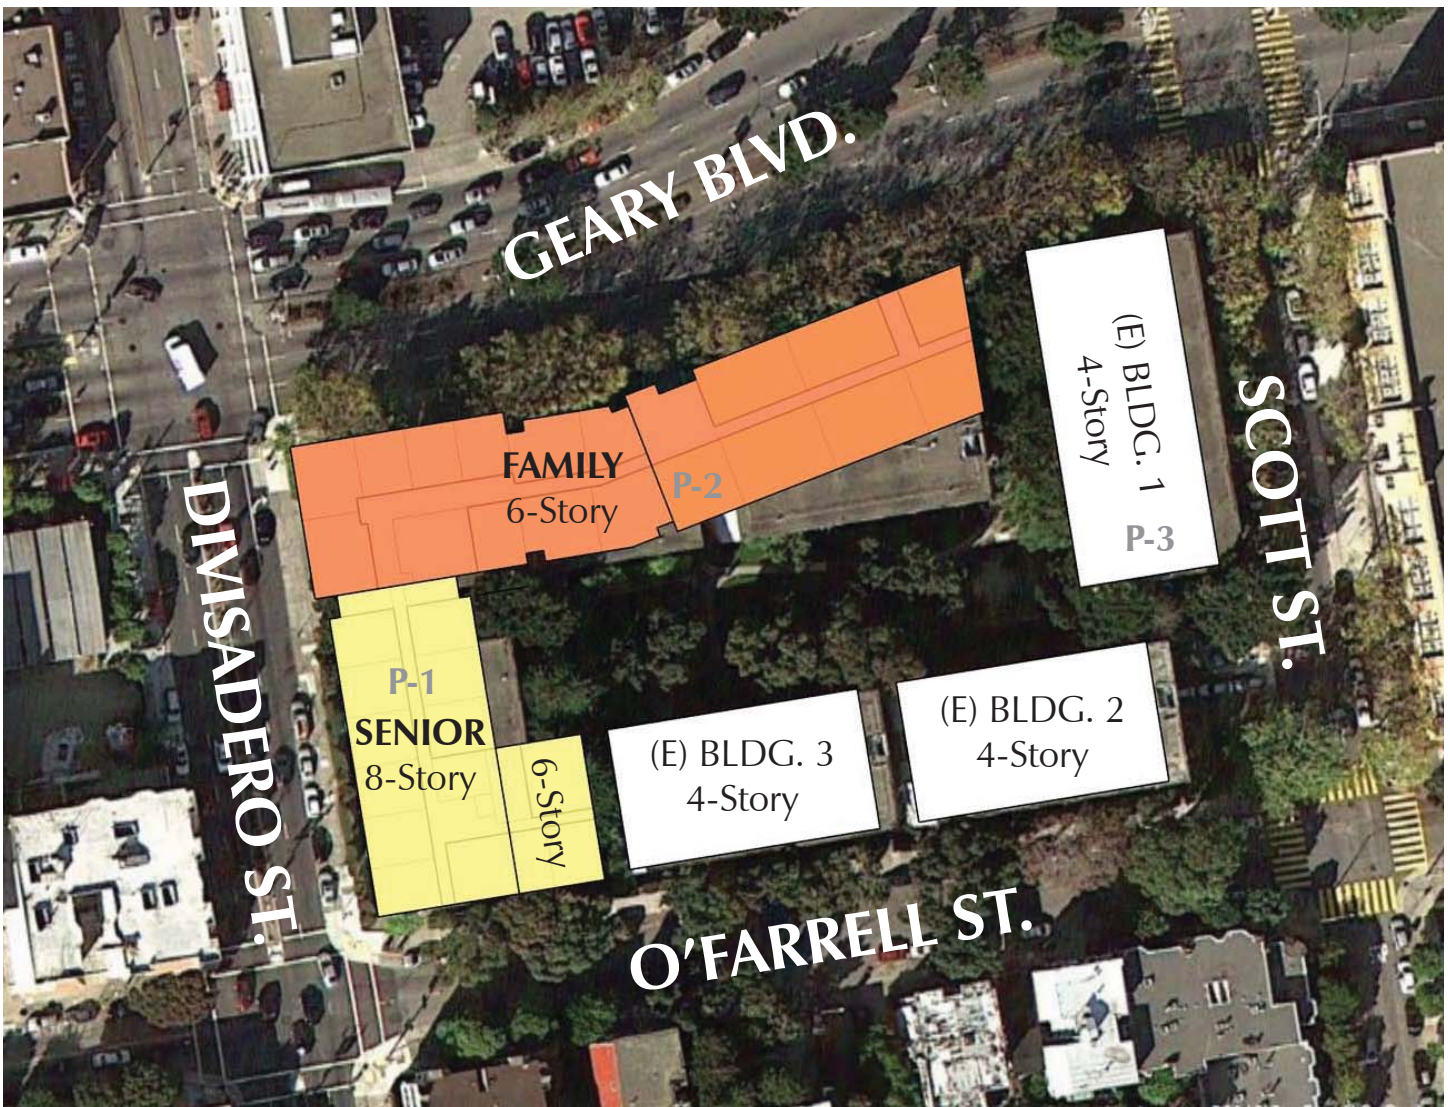 GEARY BLVD.
(E) BLDG. 1
4-Story
P-3
SCOTT ST.
FAMILY
6-Story
P-2
DIVISADERO ST.
P-1
SENIOR
8-Story
6-Story
(E) BLDG. 3
4-Story
(E) BLDG. 2
4-Story
O’FARRELL ST.